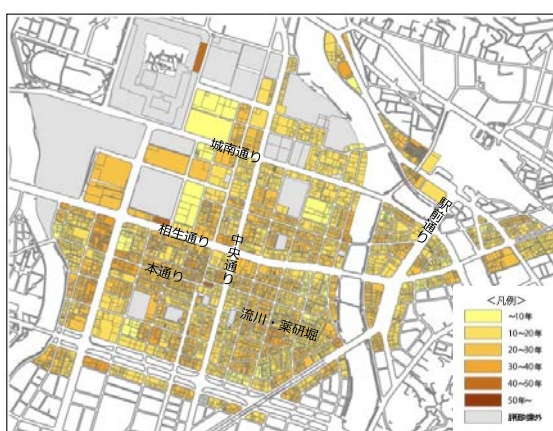 城南通り
駅前通り
相生通り
中央通り
本通り
流川・薬研堀
<凡例>
~10年
10~20年
20~30年
30~40年
40~50年
50年~
評価対象外